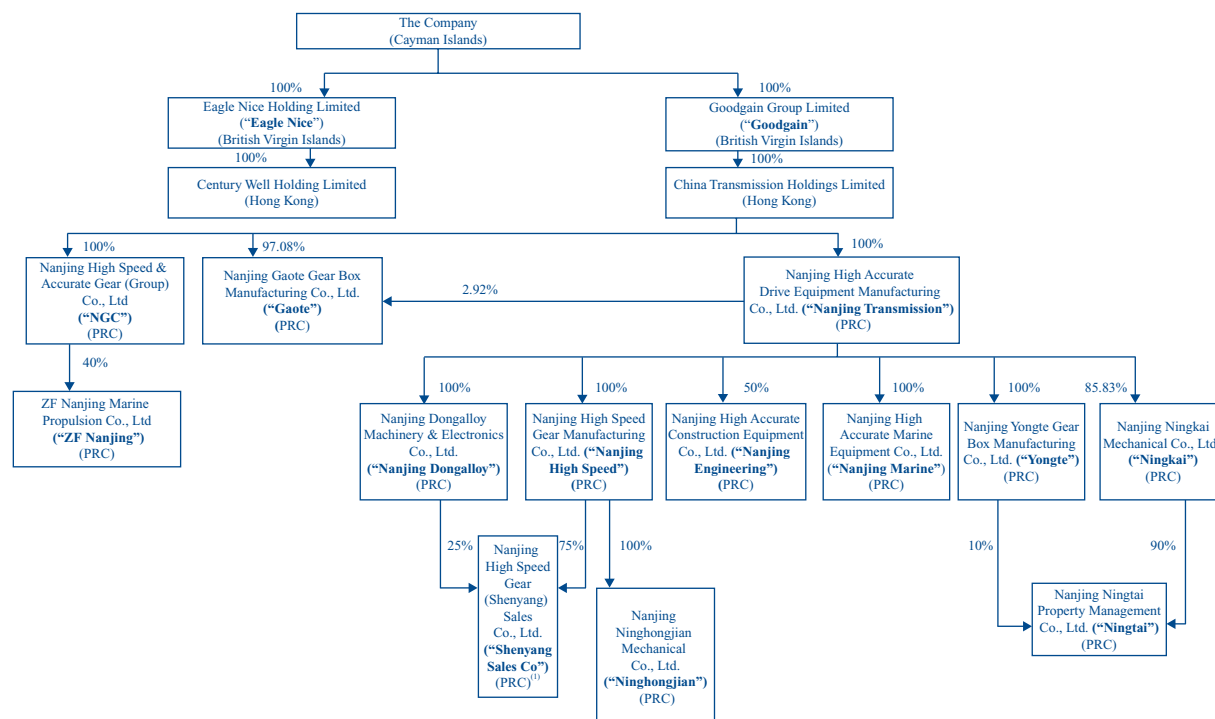 The Company
(Cayman Islands)
100%
100%
Eagle Nice Holding Limited
(“Eagle Nice”)
(British Virgin Islands)
Goodgain Group Limited
(“Goodgain”)
(British Virgin Islands)
100%
100%
Century Well Holding Limited
(Hong Kong)
China Transmission Holdings Limited
(Hong Kong)
100%
97.08%
100%
Nanjing High Speed &
Accurate Gear (Group)
Co., Ltd
(“NGC”)
(PRC)
Nanjing Gaote Gear Box
Manufacturing Co., Ltd.
(“Gaote”)
(PRC)
2.92%
Nanjing High Accurate
Drive Equipment Manufacturing
Co., Ltd. (“Nanjing Transmission”)
(PRC)
40%
ZF Nanjing Marine
Propulsion Co., Ltd
(“ZF Nanjing”)
(PRC)
100%
100%
50%
100%
100%
85.83%
Nanjing Dongalloy
Machinery & Electronics
Co., Ltd.
(“Nanjing Dongalloy”)
(PRC)
Nanjing High Speed
Gear Manufacturing
Co., Ltd. (“Nanjing
High Speed”)
(PRC)
Nanjing High Accurate
Construction Equipment
Co., Ltd. (“Nanjing
Engineering”)
(PRC)
Nanjing High
Accurate Marine
Equipment Co., Ltd.
(“Nanjing Marine”)
(PRC)
Nanjing Yongte Gear
Box Manufacturing
Co., Ltd. (“Yongte”)
(PRC)
Nanjing Ningkai
Mechanical Co., Ltd
(“Ningkai”)
(PRC)
25%
75%
100%
10%
90%
Nanjing
High Speed
Gear
(Shenyang)
Sales
Co., Ltd.
(“Shenyang
Sales Co”)
(PRC)(1)
Nanjing
Ninghongjian
Mechanical
Co., Ltd.
(“Ninghongjian”)
(PRC)
Nanjing Ningtai
Property Management
Co., Ltd. (“Ningtai”)
(PRC)